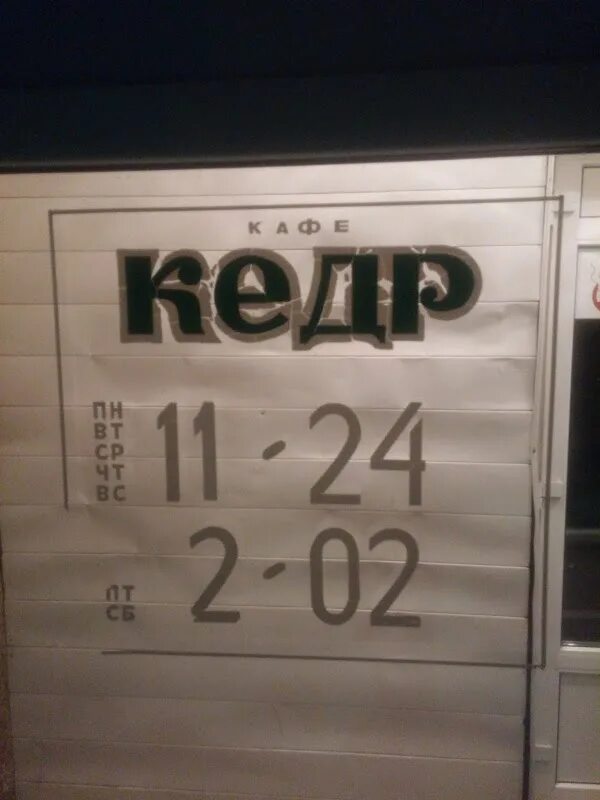 КАФЕ
Кедр
ПН
ВТ
СР
ЧТ
ВС
11 - 24
ПТ
СБ
2 - 02